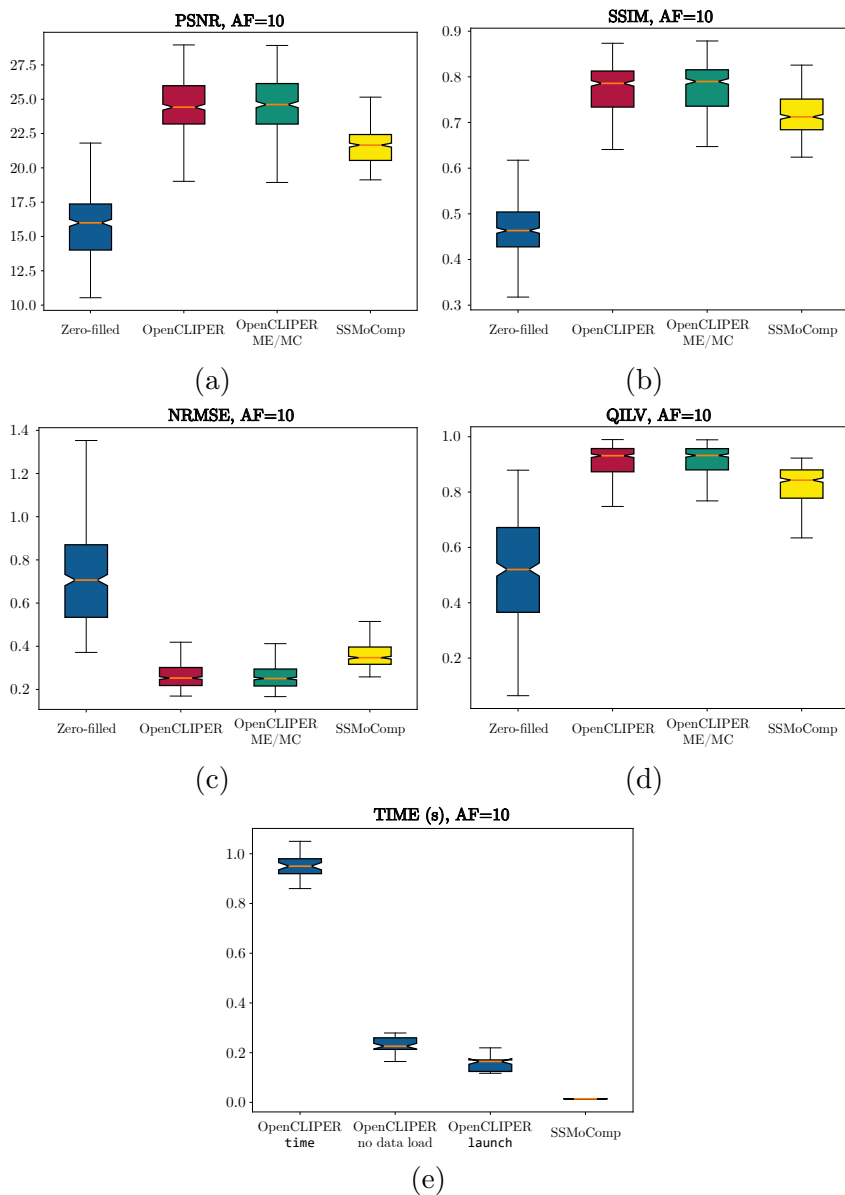 PSNR, AF=10
27.5
25.0
22.5
20.0
17.5
15.0
12.5
10.0
Zero-filled OpenCLIPER OpenCLIPER SSMoComp
ME/MC
(a)
SSIM, AF=10
0.9
0.8
0.7
0.6
0.5
0.4
0.3
Zero-filled OpenCLIPER OpenCLIPER SSMoComp
ME/MC
(b)
NRMSE, AF=10
1.4
1.2
1.0
0.8
0.6
0.4
0.2
Zero-filled OpenCLIPER OpenCLIPER SSMoComp
ME/MC
(c)
QILV, AF=10
1.0
0.8
0.6
0.4
0.2
Zero-filled OpenCLIPER OpenCLIPER SSMoComp
ME/MC
(d)
TIME (s), AF=10
1.0
0.8
0.6
0.4
0.2
0.0
OpenCLIPER OpenCLIPER OpenCLIPER SSMoComp
time no data load launch
(e)